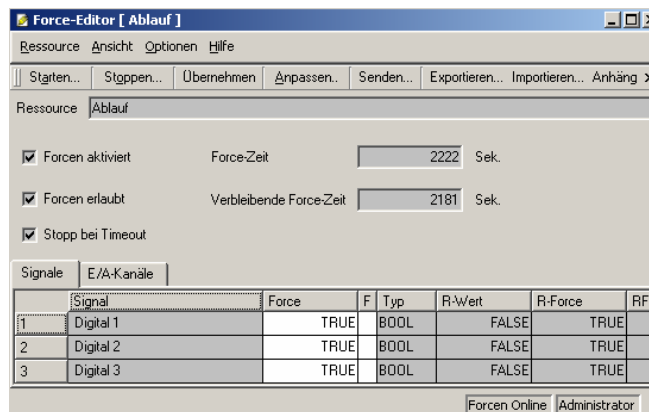 Force-Editor [ Ablauf ]
Ressource Ansicht Optionen Hilfe
Starten... Stoppen... Übernehmen Anpassen.. Senden... Exportieren... Importieren... Anhäng
Ressource Ablauf
Forcen aktiviert Force-Zeit 2222 Sek.
Forcen erlaubt Verbleibende Force-Zeit 2181 Sek.
Stopp bei Timeout
Signale E/A-Kanäle
Signal Force F Typ R-Wert R-Force RF
1 Digital 1 TRUE BOOL FALSE TRUE
2 Digital 2 TRUE BOOL FALSE TRUE
3 Digital 3 TRUE BOOL FALSE TRUE
Forcen Online Administrator